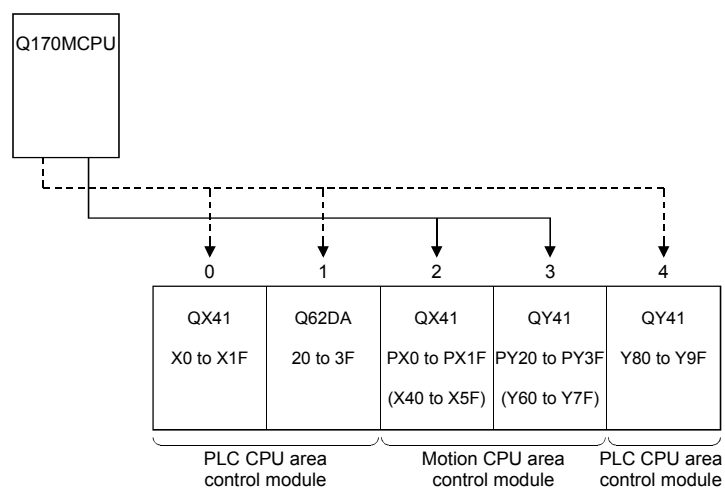 Q170MCPU
0 1 2 3 4
QX41 Q62DA QX41 QY41 QY41
X0 to X1F 20 to 3F PX0 to PX1F PY20 to PY3F Y80 to Y9F
(X40 to X5F) (Y60 to Y7F)
PLC CPU area Motion CPU area PLC CPU area
control module control module control module